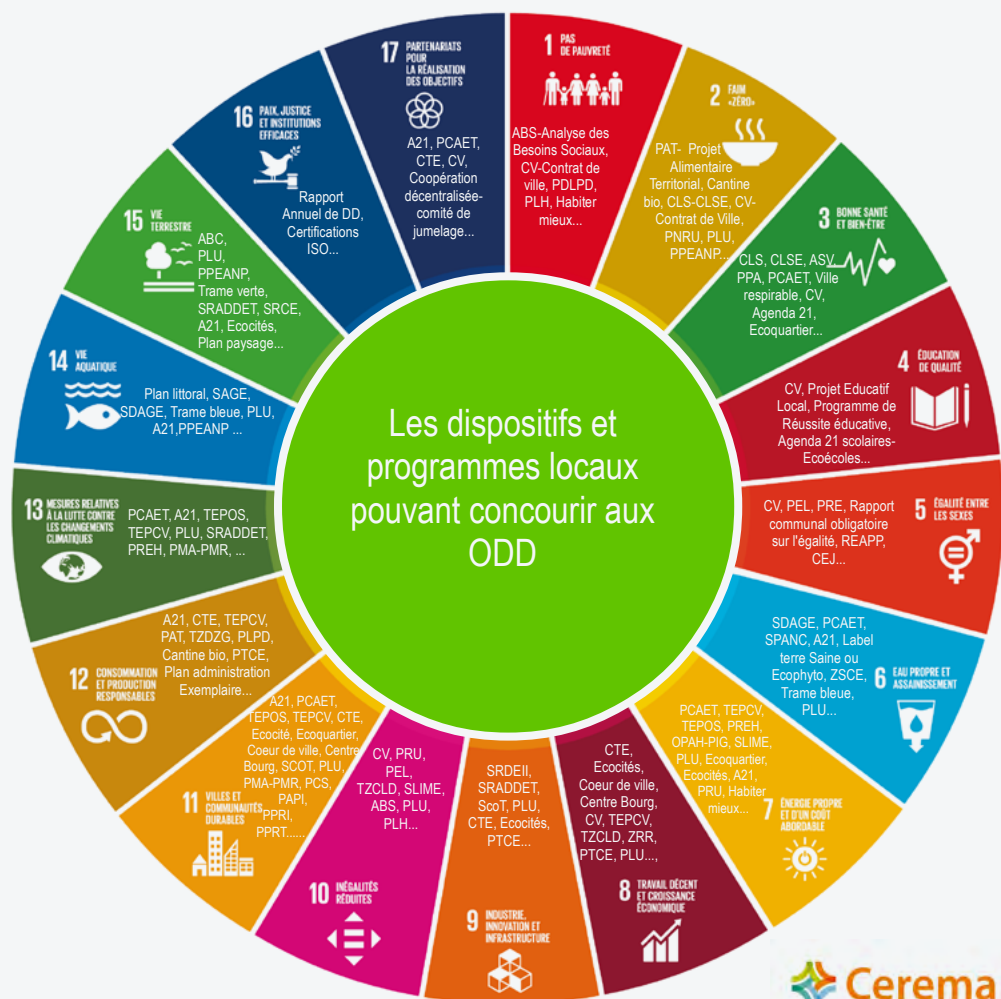 Les dispositifs et
programmes locaux
pouvant concourir aux
ODD
1 PAS
DE PAUVRETÉ
ABS-Analyse des
Besoins Sociaux,
CV-Contrat de
ville, PDLPD,
PLH, Habiter
mieux...
2 FAIM
«ZÉRO»
PAT- Projet
Alimentaire
Territorial, Cantine
bio, CLS-CLSE, CV-
Contrat de Ville,
PNRU, PLU,
PPEANP...
3 BONNE SANTÉ
ET BIEN-ÊTRE
CLS, CLSE, ASV,
PPA, PCAET, Ville
respirable, CV,
Agenda 21,
Ecoquartier...
4 ÉDUCATION
DE QUALITÉ
CV, Projet Educatif
Local, Programme de
Réussite éducative,
Agenda 21 scolaires-
Ecoécoles...
5 ÉGALITÉ ENTRE
LES SEXES
CV, PEL, PRE, Rapport
communal obligatoire
sur l'égalité, REAPP,
CEJ...
6 EAU PROPRE ET
ASSAINISSEMENT
SDAGE, PCAET,
SPANC, A21, Label
terre Saine ou
Ecophyto, ZSCE,
Trame bleue,
PLU...
7 ÉNERGIE PROPRE
ET D'UN COÛT
ABORDABLE
PCAET, TEPCV,
TEPOS, PREH,
OPAH-PIG, SLIME,
PLU, Ecoquartier,
Ecocités, A21,
PRU, Habiter
mieux...
8 TRAVAIL DÉCENT
ET CROISSANCE
ÉCONOMIQUE
CTE,
Ecocités,
Coeur de ville,
Centre Bourg,
CV, TEPCV,
TZCLD, ZRR,
PTCE, PLU...,
9 INDUSTRIE,
INNOVATION ET
INFRASTRUCTURE
SRDEII,
SRADDET,
ScoT, PLU,
CTE, Ecocités,
PTCE...
10 INÉGALITÉS
RÉDUITES
CV, PRU,
PEL,
TZCLD, SLIME,
ABS, PLU,
PLH...
11 VILLES ET
COMMUNAUTÉS
DURABLES
A21, PCAET,
TEPOS, TEPCV, CTE,
Ecocité, Ecoquartier,
Coeur de ville, Centre
Bourg, SCOT, PLU,
PMA-PMR, PCS,
PAPI,
PPRI,
PPRT......
12 CONSOMMATION
ET PRODUCTION
RESPONSABLES
A21, CTE, TEPCV,
PAT, TZDZG, PLPD,
Cantine bio, PTCE,
Plan administration
Exemplaire...
13 MESURES RELATIVES
À LA LUTTE CONTRE
LES CHANGEMENTS
CLIMATIQUES
PCAET, A21, TEPOS,
TEPCV, PLU, SRADDET,
PREH, PMA-PMR, ...
14 VIE
AQUATIQUE
Plan littoral, SAGE,
SDAGE, Trame bleue, PLU,
A21,PPEANP ...
15 VIE
TERRESTRE
ABC,
PLU,
PPEANP,
Trame verte,
SRADDET, SRCE,
A21, Ecocités,
Plan paysage...
16 PAIX, JUSTICE
ET INSTITUTIONS
EFFICACES
Rapport
Annuel de DD,
Certifications
ISO...
17 PARTENARIATS
POUR
LA RÉALISATION
DES OBJECTIFS
A21, PCAET,
CTE, CV,
Coopération
décentralisée-
comité de
jumelage...
Cerema